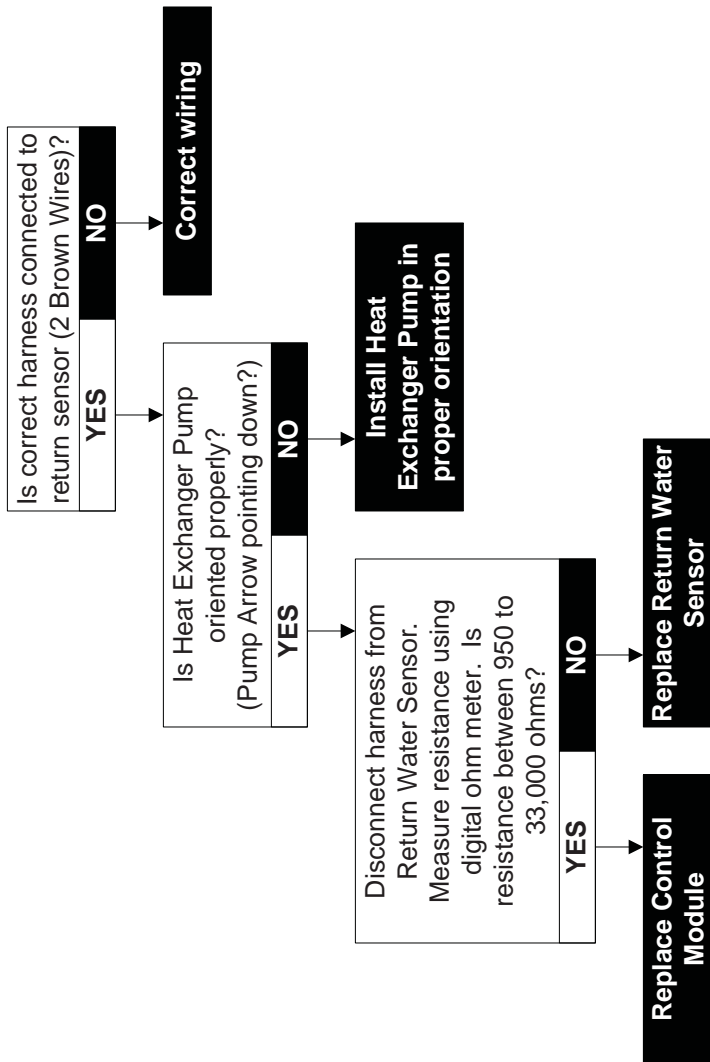 Is correct harness connected to
return sensor (2 Brown Wires)?
YES
NO
Correct wiring
Is Heat Exchanger Pump
oriented properly?
(Pump Arrow pointing down?)
YES
NO
Install Heat
Exchanger Pump in
proper orientation
Disconnect harness from
Return Water Sensor.
Measure resistance using
digital ohm meter.  Is
resistance between 950 to
33,000 ohms?
YES
NO
Replace Control
Module
Replace Return Water
Sensor